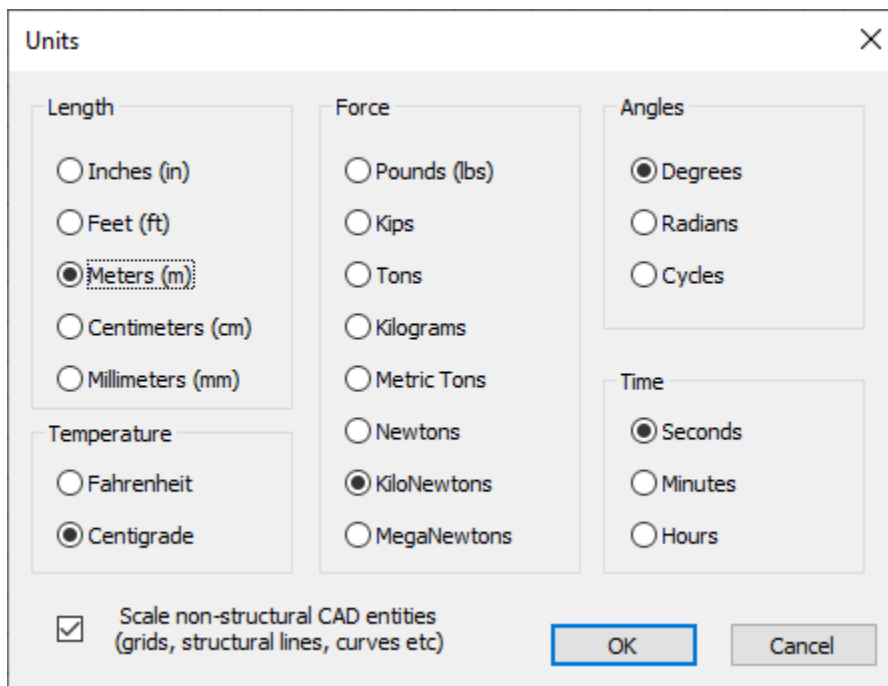 Units
Length
Inches (in)
Feet (ft)
Meters (m)
Centimeters (cm)
Millimeters (mm)
Temperature
Fahrenheit
Centigrade
Force
Pounds (lbs)
Kips
Tons
Kilograms
Metric Tons
Newtons
KiloNewtons
MegaNewtons
Angles
Degrees
Radians
Cycles
Time
Seconds
Minutes
Hours
Scale non-structural CAD entities
(grids, structural lines, curves etc)
OK
Cancel